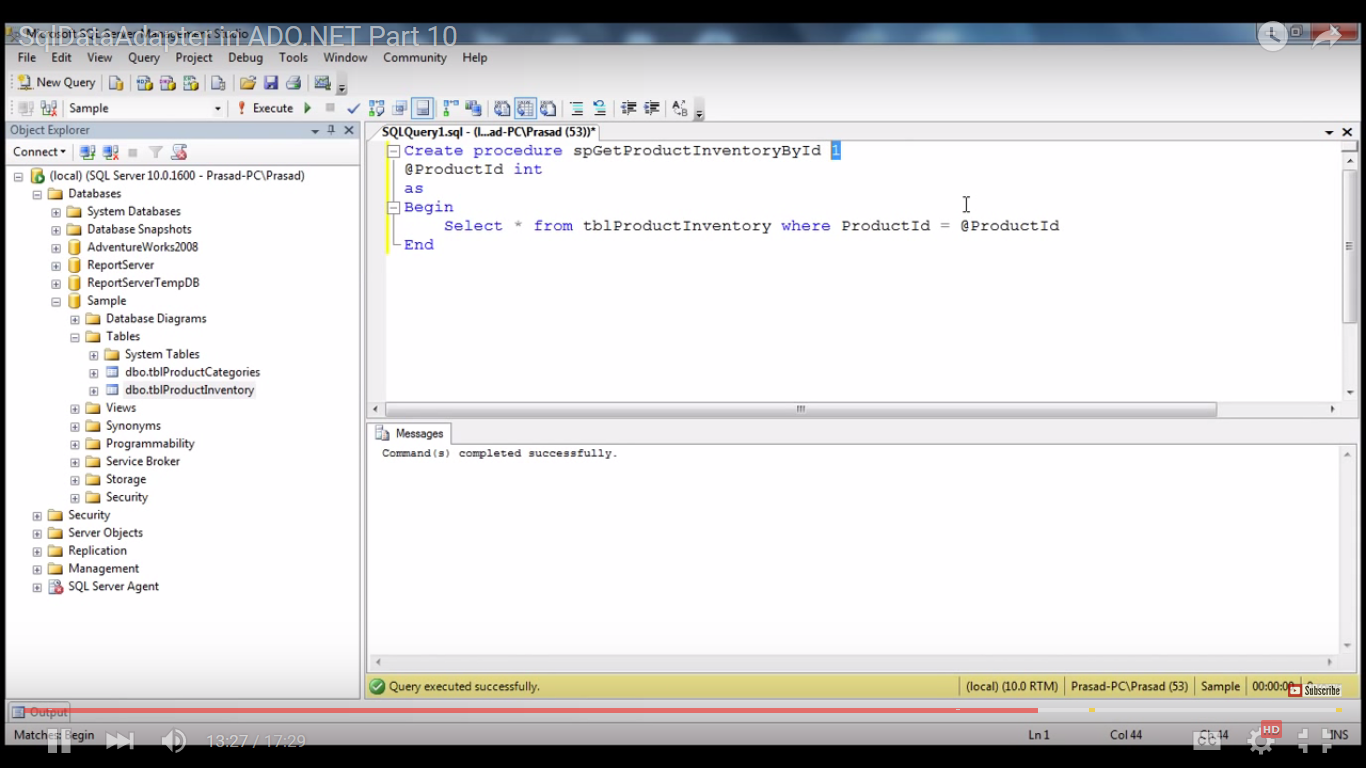 SqlDataAdapter in ADO.NET Part 10
Microsoft SQL Server Management Studio
File Edit View Query Project Debug Tools Window Community Help
New Query
Sample Execute
Object Explorer
Connect
(local) (SQL Server 10.0.1600 - Prasad-PC\Prasad)
Databases
System Databases
Database Snapshots
AdventureWorks2008
ReportServer
ReportServerTempDB
Sample
Database Diagrams
Tables
System Tables
dbo.tblProductCategories
dbo.tblProductInventory
Views
Synonyms
Programmability
Service Broker
Storage
Security
Security
Server Objects
Replication
Management
SQL Server Agent
SQLQuery1.sql - (l...ad-PC\Prasad (53))*
Create procedure spGetProductInventoryById 1
@ProductId int
as
Begin
Select * from tblProductInventory where ProductId = @ProductId
End
Messages
Command(s) completed successfully.
Query executed successfully. (local) (10.0 RTM) Prasad-PC\Prasad (53) Sample 00:00:00
Subscribe
Output
Begin Ln 1 Col 44
13:27 / 17:29 CC HD